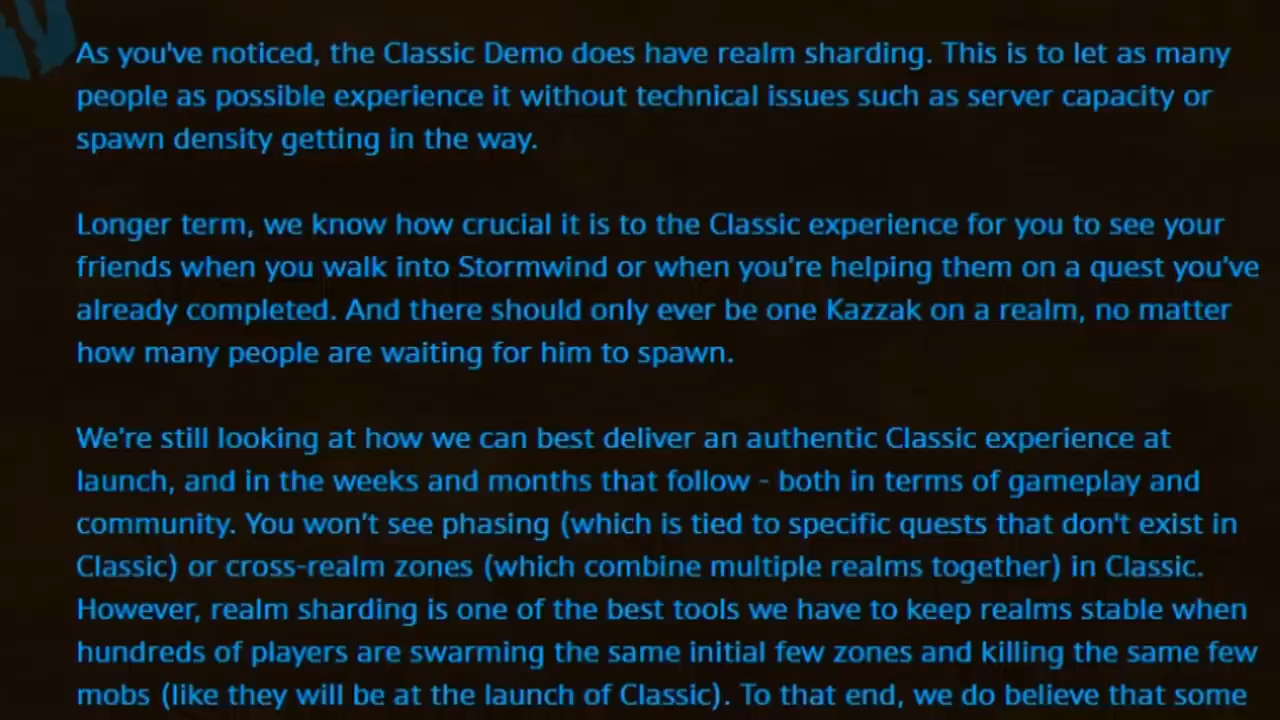 As you've noticed, the Classic Demo does have realm sharding. This is to let as many
people as possible experience it without technical issues such as server capacity or
spawn density getting in the way.
Longer term, we know how crucial it is to the Classic experience for you to see your
friends when you walk into Stormwind or when you're helping them on a quest you've
already completed. And there should only ever be one Kazzak on a realm, no matter
how many people are waiting for him to spawn.
We're still looking at how we can best deliver an authentic Classic experience at
launch, and in the weeks and months that follow - both in terms of gameplay and
community. You won't see phasing (which is tied to specific quests that don't exist in
Classic) or cross-realm zones (which combine multiple realms together) in Classic.
However, realm sharding is one of the best tools we have to keep realms stable when
hundreds of players are swarming the same initial few zones and killing the same few
mobs (like they will be at the launch of Classic). To that end, we do believe that some